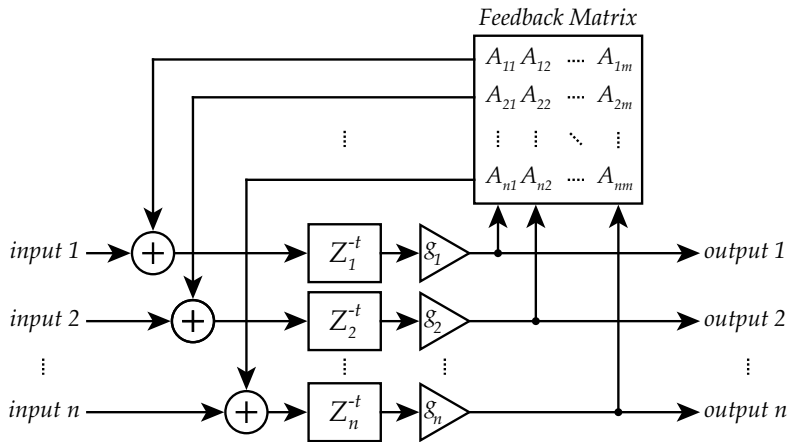 Feedback Matrix
A₁₁ A₁₂ ···· A₁ₘ
A₂₁ A₂₂ ···· A₂ₘ
Aₙ₁ Aₙ₂ ···· Aₙₘ
input 1 + Z₁⁻ᵗ g₁ output 1
input 2 + Z₂⁻ᵗ g₂ output 2
input n + Zₙ⁻ᵗ gₙ output n